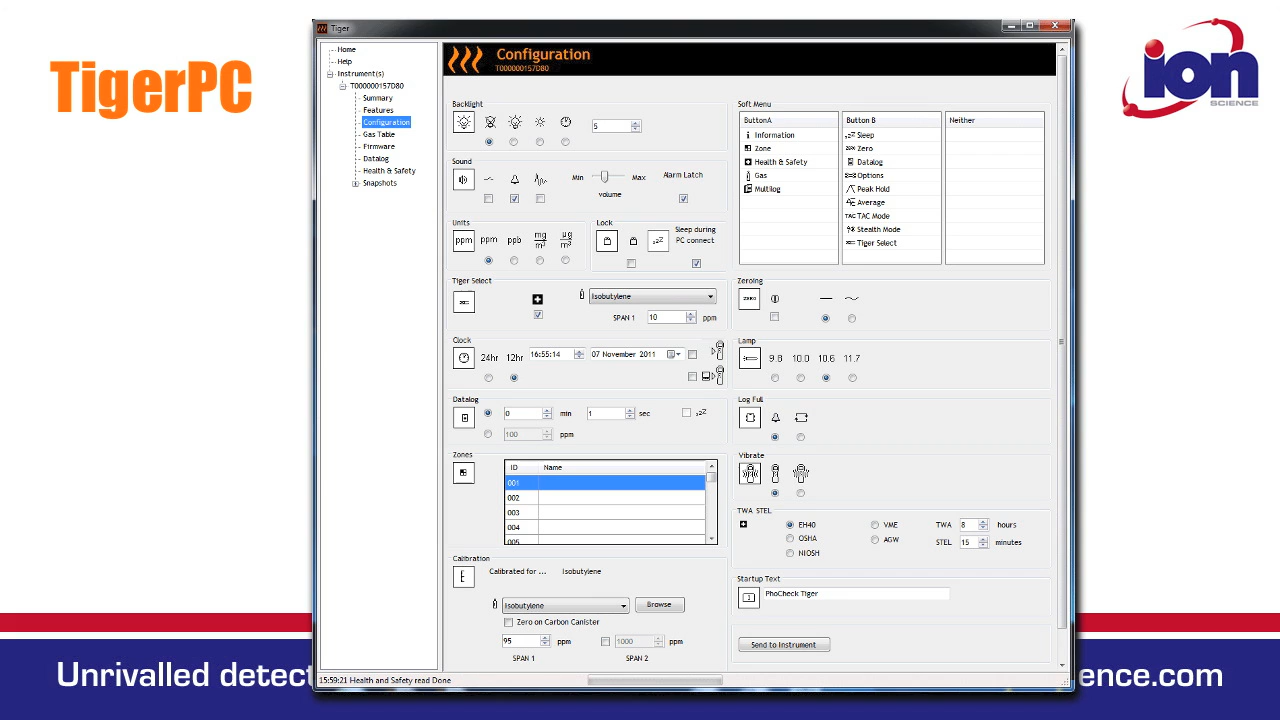 TigerPC
ion
SCIENCE
Tiger
Home
Help
Instrument(s)
T000000157D80
Summary
Features
Configuration
Gas Table
Firmware
Datalog
Health & Safety
Snapshots
Configuration
T000000157D80
Backlight
5
Sound
Min
Max
volume
Alarm Latch
Units
ppm
ppm
ppb
mg
m³
µg
m³
Lock
Sleep during
PC connect
Tiger Select
Isobutylene
SPAN 1
10
ppm
Clock
24hr
12hr
16:55:14
07 November 2011
Datalog
0
min
1
sec
100
ppm
Zones
ID Name
001
002
003
004
005
Calibration
Calibrated for ...
Isobutylene
Isobutylene
Browse
Zero on Carbon Canister
95
ppm
1000
ppm
SPAN 1
SPAN 2
Soft Menu
ButtonA
Information
Zone
Health & Safety
Gas
Multilog
Button B
Sleep
Zero
Datalog
Options
Peak Hold
Average
TAC TAC Mode
Stealth Mode
Tiger Select
Neither
Zeroing
ZERO
Lamp
9.8 10.0 10.6 11.7
Log Full
Vibrate
TWA STEL
EH40
OSHA
NIOSH
VME
AGW
TWA 8 hours
STEL 15 minutes
Startup Text
PhoCheck Tiger
Send to Instrument
15:59:21 Health and Safety read Done
Unrivalled detect
ence.com